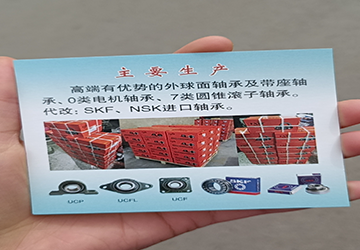 主要生产
高端有优势的外球面轴承及带座轴
承、0类电机轴承、7类圆锥滚子轴承。
代改：SKF、NSK进口轴承。
UCP
UCFL
UCF
SKF